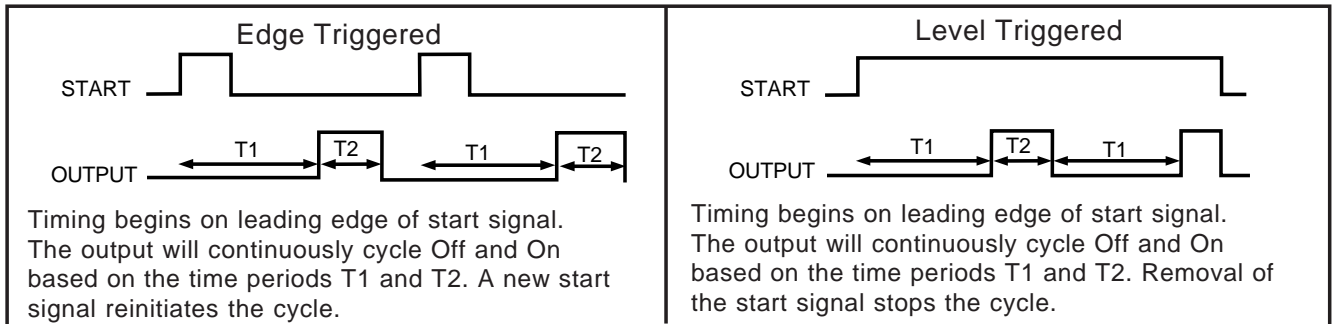 Edge Triggered
START
T1 T2 T1 T2
OUTPUT
Timing begins on leading edge of start signal.
The output will continuously cycle Off and On
based on the time periods T1 and T2. A new start
signal reinitiates the cycle.
Level Triggered
START
T1 T2 T1
OUTPUT
Timing begins on leading edge of start signal.
The output will continuously cycle Off and On
based on the time periods T1 and T2. Removal of
the start signal stops the cycle.